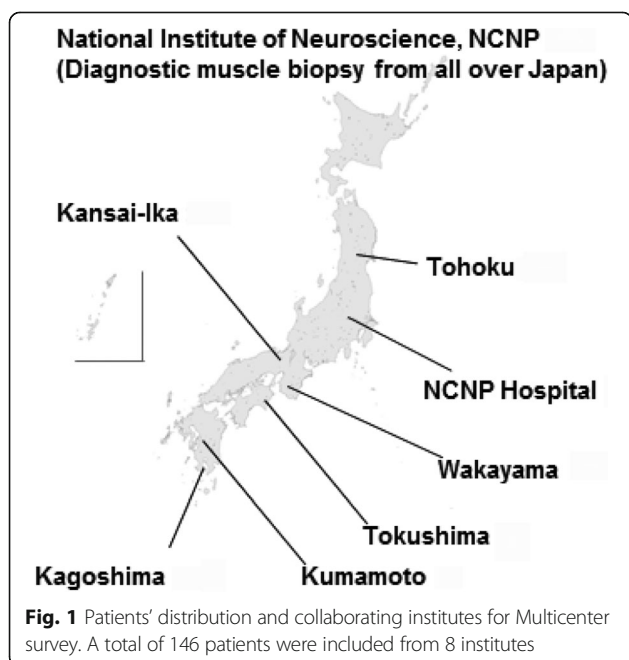 National Institute of Neuroscience, NCNP
(Diagnostic muscle biopsy from all over Japan)
Kansai-Ika
Tohoku
NCNP Hospital
Wakayama
Tokushima
Kagoshima
Kumamoto
Fig. 1 Patients’ distribution and collaborating institutes for Multicenter
survey. A total of 146 patients were included from 8 institutes